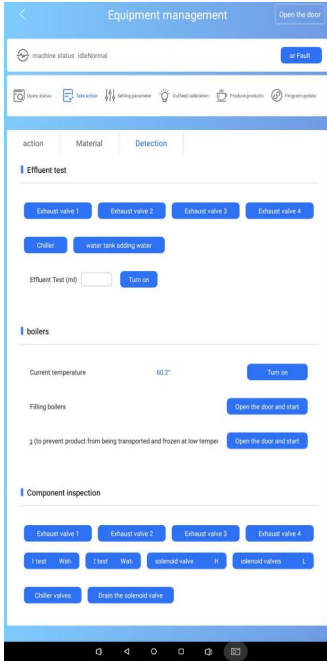 Equipment management
Open the door
machine status idleNormal
ar Fault
Query status Take action Setting parameter Outfeed calibration Produce products Program update
action Material Detection
Effluent test
Exhaust valve 1 Exhaust valve 2 Exhaust valve 3 Exhaust valve 4
Chiller water tank adding water
Effluent Test (ml) Turn on
boilers
Current temperature 60.2° Turn on
Filling boilers Open the door and start
g (to prevent product from being transported and frozen at low temper Open the door and start
Component inspection
Exhaust valve 1 Exhaust valve 2 Exhaust valve 3 Exhaust valve 4
test Wat test Wat solenoid valve H olenoid valves L
Chiller valves Drain the solenoid valve